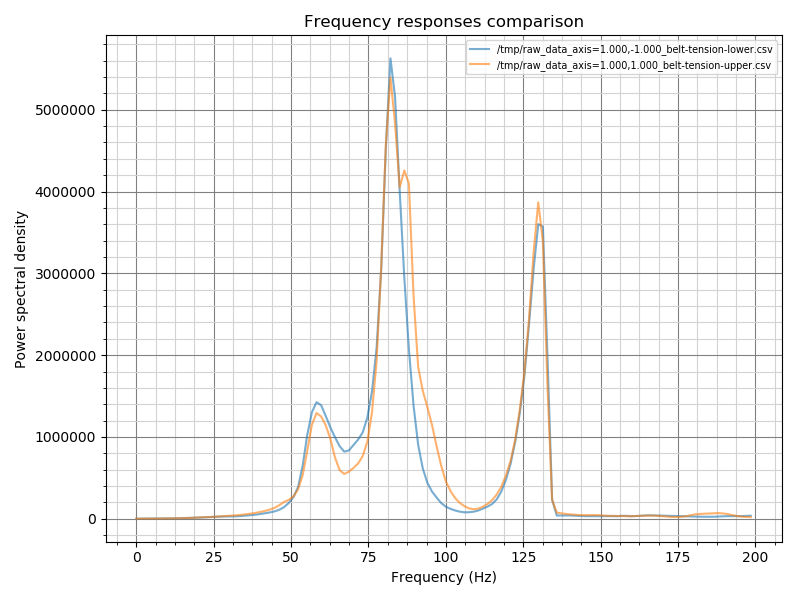 Frequency responses comparison
/tmp/raw_data_axis=1.000,-1.000_belt-tension-lower.csv
/tmp/raw_data_axis=1.000,1.000_belt-tension-upper.csv
Power spectral density
5000000
4000000
3000000
2000000
1000000
0
0 25 50 75 100 125 150 175 200
Frequency (Hz)